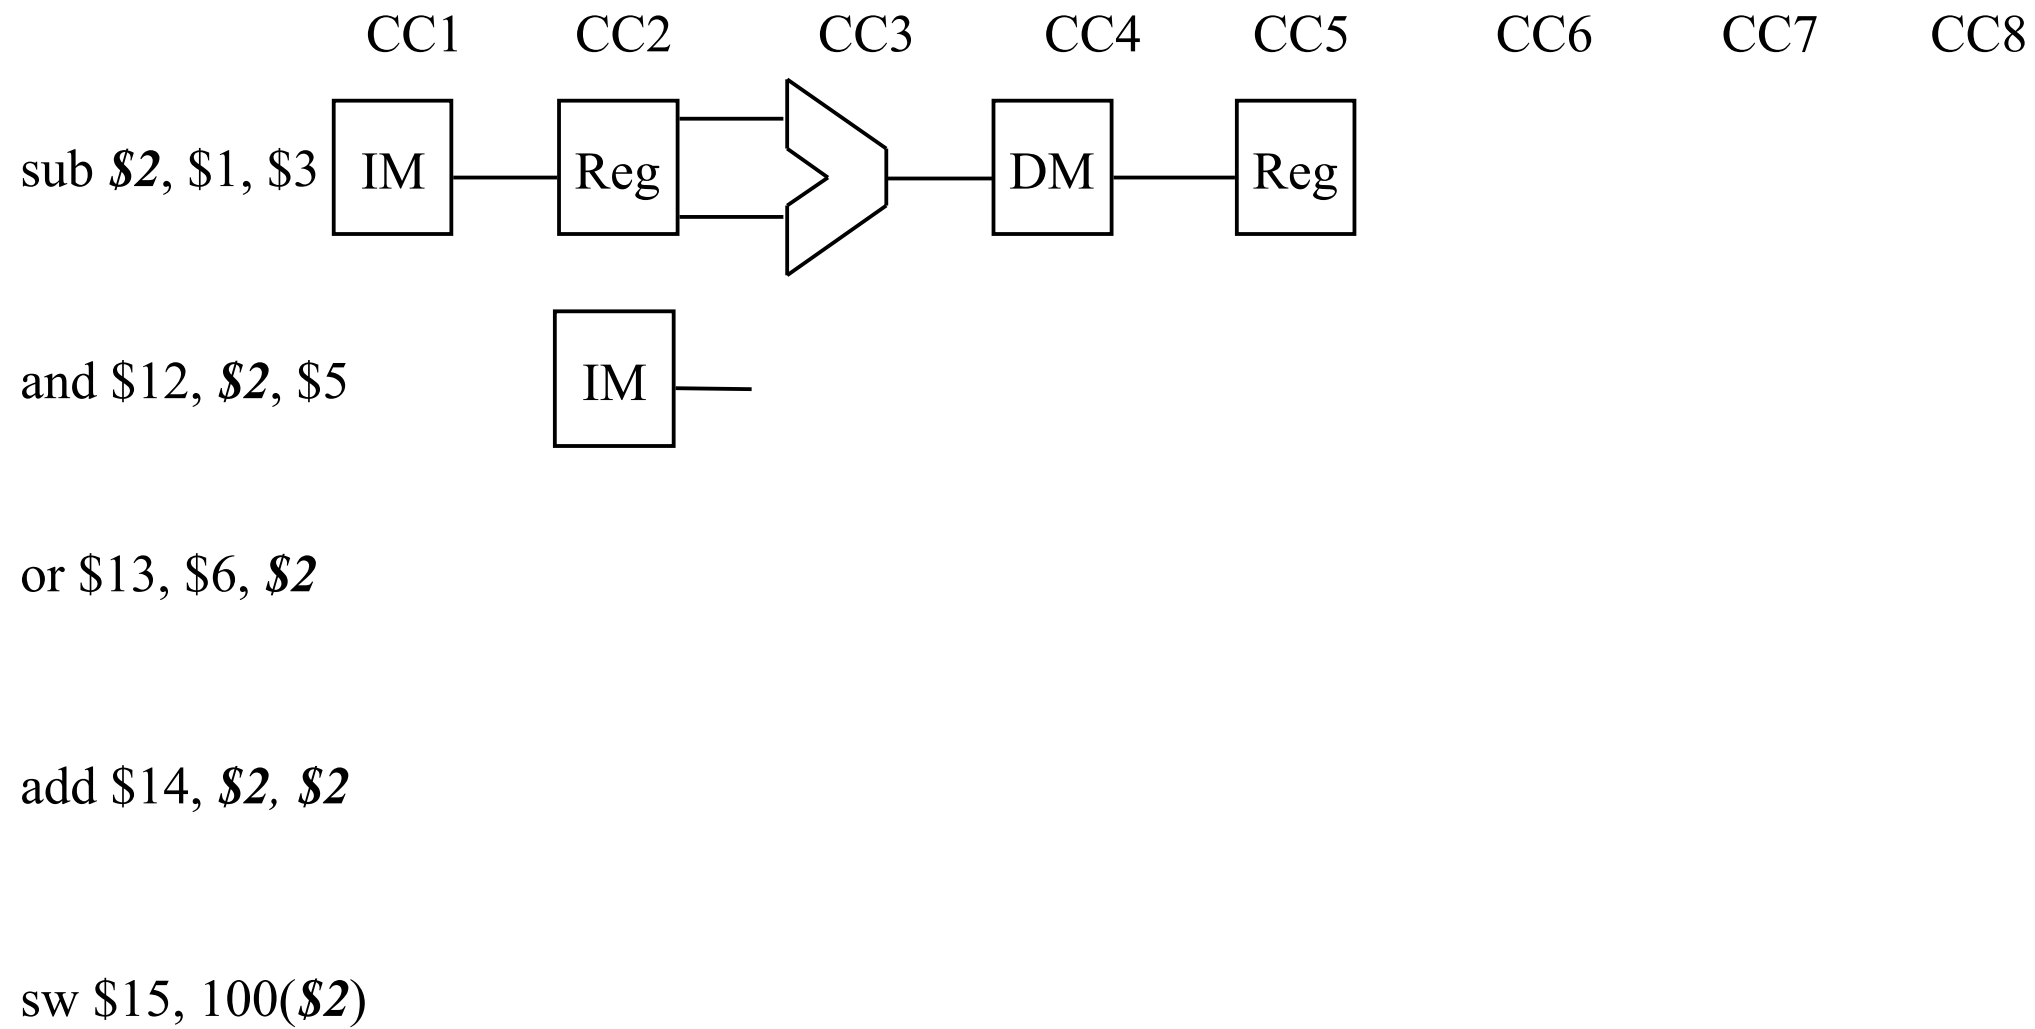 CC1 CC2 CC3 CC4 CC5 CC6 CC7 CC8
sub $2, $1, $3 IM Reg DM Reg
and $12, $2, $5 IM
or $13, $6, $2
add $14, $2, $2
sw $15, 100($2)